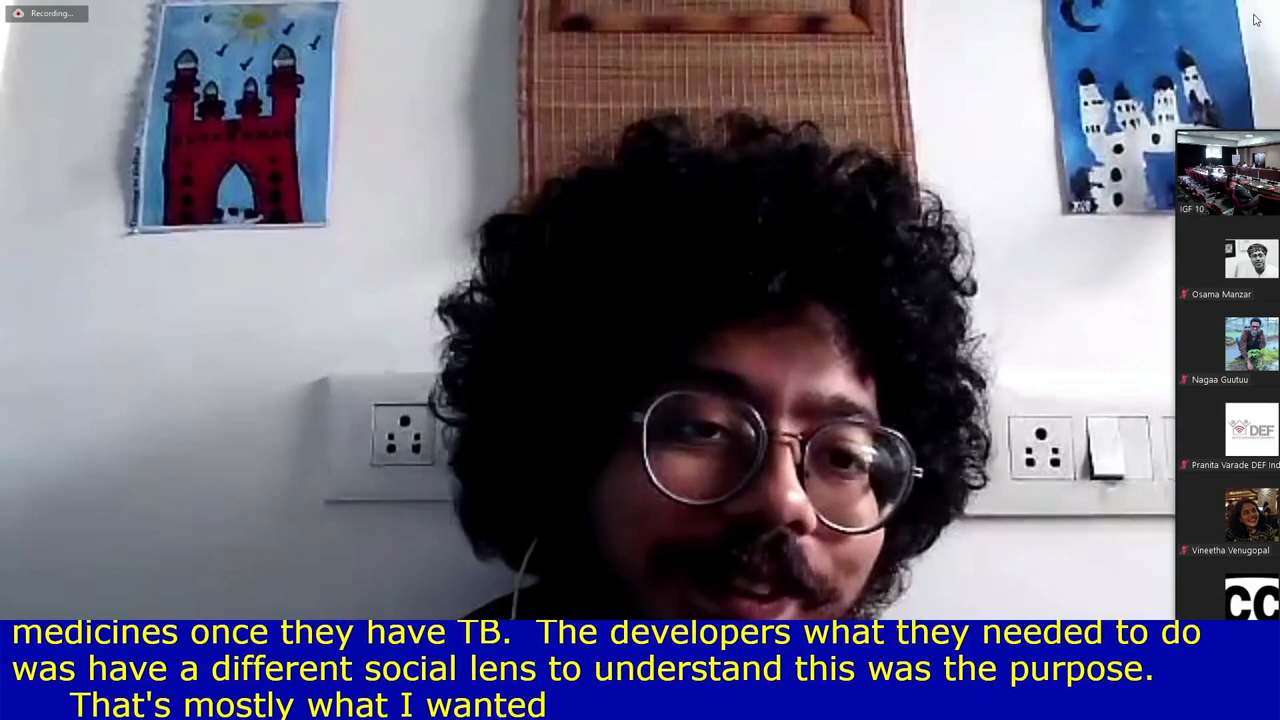 Recording...
IGF 10
Osama Manzar
Nagaa Guutuu
DEF
Pranita Varade DEF Ind
Vineetha Venugopal
CC
medicines once they have TB. The developers what they needed to do
was have a different social lens to understand this was the purpose.
That's mostly what I wanted